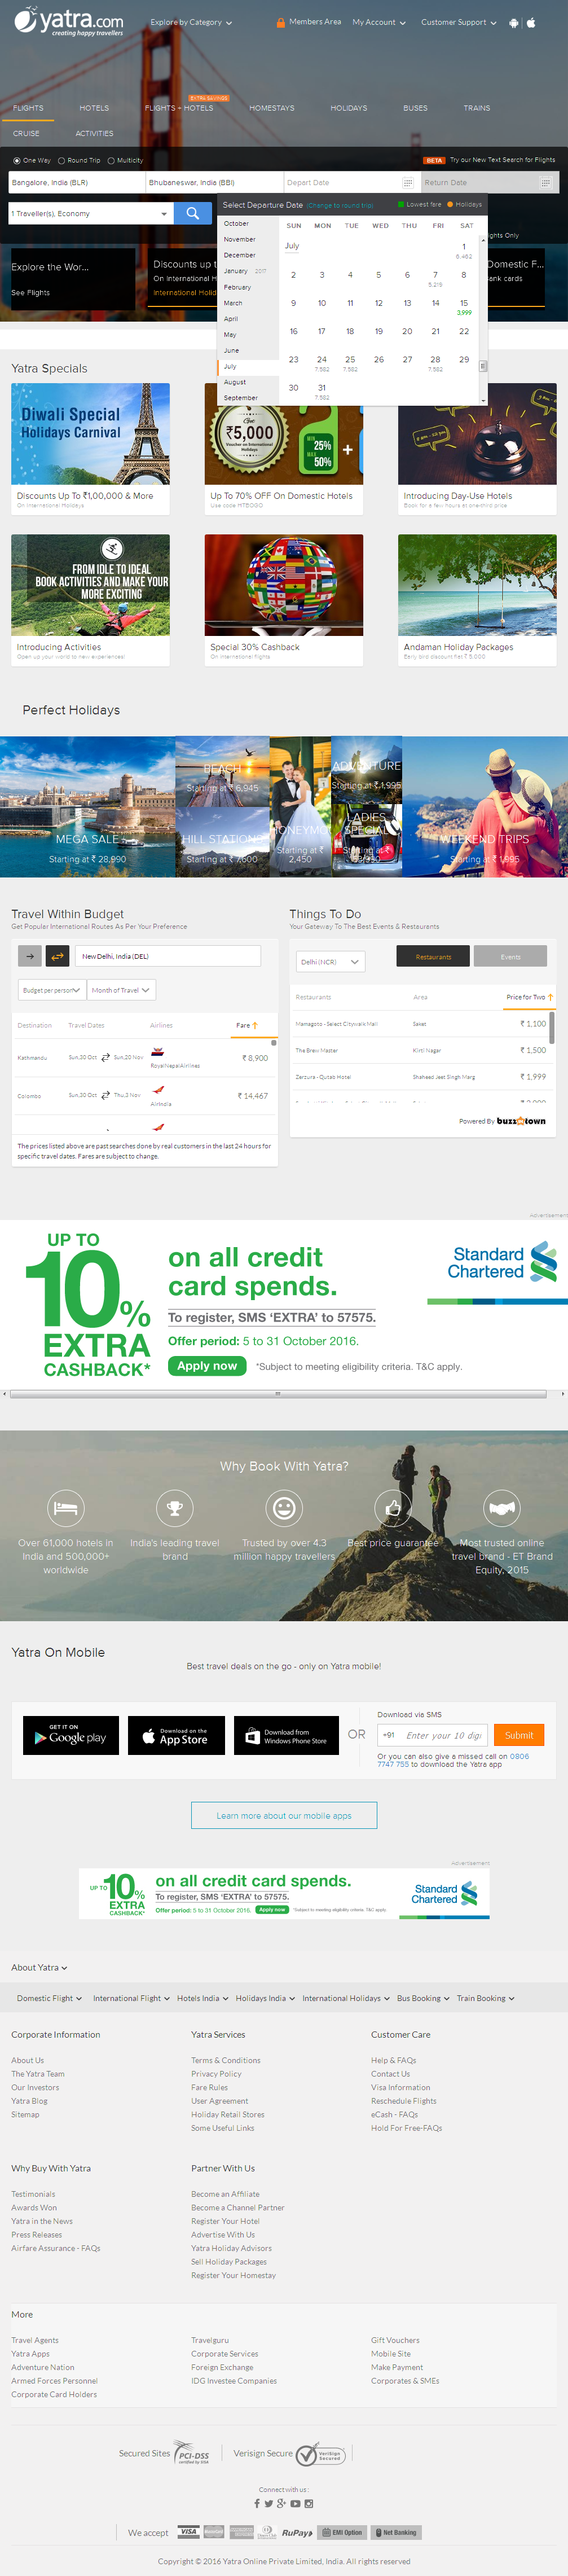 yatra.com
creating happy travellers
Explore by Category
Members Area
My Account
Customer Support
EXTRA SAVINGS
FLIGHTS
HOTELS
FLIGHTS + HOTELS
HOMESTAYS
HOLIDAYS
BUSES
TRAINS
CRUISE
ACTIVITIES
One Way
Round Trip
Multicity
BETA Try our New Text Search for Flights
Bangalore, India (BLR)
Bhubaneswar, India (BBI)
Depart Date
Return Date
1 Traveller(s), Economy
Select Departure Date (Change to round trip)
Lowest fare
Holidays
October
November
December
January 2017
February
March
April
May
June
July
August
September
SUN MON TUE WED THU FRI SAT
July
1
6,462
2 3 4 5 6 7 8
5,219
9 10 11 12 13 14 15
3,999
16 17 18 19 20 21 22
23 24 25 26 27 28 29
7,582 7,582 7,582
30 31
7,582
ights Only
Explore the Wor...
See Flights
Discounts up t
On International H
International Holid
Domestic F...
ank cards
Yatra Specials
Diwali Special
Holidays Carnival
Discounts Up To ₹1,00,000 & More
On International Holidays
₹5,000
Voucher on International
Holidays
MIN
25%
MAX
50%
+
Up To 70% OFF On Domestic Hotels
Use code HTEOGO
Introducing Day-Use Hotels
Book for a few hours at one-third price
FROM IDLE TO IDEAL
BOOK ACTIVITIES AND MAKE YOUR
MORE EXCITING
Introducing Activities
Open up your world to new experiences!
Special 30% Cashback
On international flights
Andaman Holiday Packages
Early bird discount flat ₹ 5,000
Perfect Holidays
MEGA SALE
Starting at ₹ 28,990
BEACH
Starting at ₹ 6,945
HILL STATION
Starting at ₹ 7,600
HONEYMO
Starting at ₹
2,450
ADVENTURE
Starting at ₹ 1,995
LADIES
SPECIAL
Starting at ₹
WEEKEND TRIPS
Starting at ₹ 1,995
Travel Within Budget
Get Popular International Routes As Per Your Preference
New Delhi, India (DEL)
Budget per person
Month of Travel
Destination
Travel Dates
Airlines
Fare
Kathmandu
Sun,30 Oct
Sun,20 Nov
RoyalNepalAirlines
₹ 8,900
Colombo
Sun,30 Oct
Thu,3 Nov
AirIndia
₹ 14,467
The prices listed above are past searches done by real customers in the last 24 hours for
specific travel dates. Fares are subject to change.
Things To Do
Your Gateway To The Best Events & Restaurants
Delhi (NCR)
Restaurants
Events
Restaurants
Area
Price for Two
Mamagoto - Select Citywalk Mall
Saket
₹ 1,100
The Brew Master
Kirti Nagar
₹ 1,500
Zerzura - Qutab Hotel
Shaheed Jeet Singh Marg
₹ 1,999
Powered By buzzintown
Advertisement
UP TO
10%
EXTRA
CASHBACK*
on all credit
card spends.
To register, SMS 'EXTRA' to 57575.
Offer period: 5 to 31 October 2016.
Apply now
*Subject to meeting eligibility criteria. T&C apply.
Standard
Chartered
Why Book With Yatra?
Over 61,000 hotels in
India and 500,000+
worldwide
India's leading travel
brand
Trusted by over 4.3
million happy travellers
Best price guarantee
Most trusted online
travel brand - ET Brand
Equity, 2015
Yatra On Mobile
Best travel deals on the go - only on Yatra mobile!
GET IT ON
Google play
Download on the
App Store
Download from
Windows Phone Store
OR
Download via SMS
+91
Enter your 10 dig
Submit
Or you can also give a missed call on 0806
7747 755 to download the Yatra app
Learn more about our mobile apps
Advertisement
UP TO
10%
EXTRA
CASHBACK*
on all credit card spends.
To register, SMS 'EXTRA' to 57575.
Offer period: 5 to 31 October 2016.
Apply now
*Subject to meeting eligibility criteria. T&C apply.
Standard
Chartered
About Yatra
Domestic Flight
International Flight
Hotels India
Holidays India
International Holidays
Bus Booking
Train Booking
Corporate Information
About Us
The Yatra Team
Our Investors
Yatra Blog
Sitemap
Yatra Services
Terms & Conditions
Privacy Policy
Fare Rules
User Agreement
Holiday Retail Stores
Some Useful Links
Customer Care
Help & FAQs
Contact Us
Visa Information
Reschedule Flights
eCash - FAQs
Hold For Free-FAQs
Why Buy With Yatra
Testimonials
Awards Won
Yatra in the News
Press Releases
Airfare Assurance - FAQs
Partner With Us
Become an Affiliate
Become a Channel Partner
Register Your Hotel
Advertise With Us
Yatra Holiday Advisors
Sell Holiday Packages
Register Your Homestay
More
Travel Agents
Yatra Apps
Adventure Nation
Armed Forces Personnel
Corporate Card Holders
Travelguru
Corporate Services
Foreign Exchange
IDG Investee Companies
Gift Vouchers
Mobile Site
Make Payment
Corporates & SMEs
Secured Sites
PCI-DSS
Verisign Secure
VeriSign
Secured
Connect with us :
We accept
VISA
RuPay
EMI Option
Net Banking
Copyright © 2016 Yatra Online Private Limited, India. All rights reserved